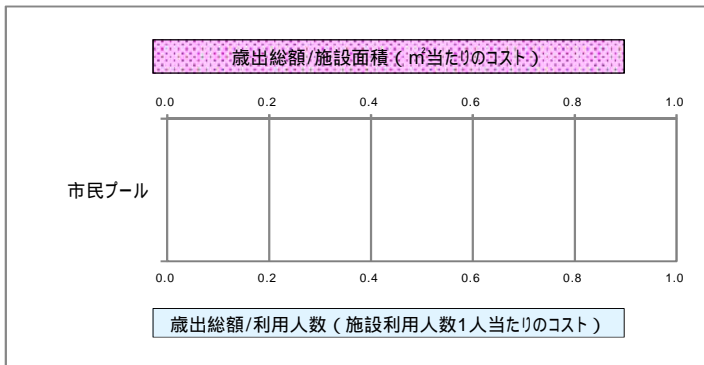 歳出総額/施設面積（㎡当たりのコスト）
0.0 0.2 0.4 0.6 0.8 1.0
市民プール
0.0 0.2 0.4 0.6 0.8 1.0
歳出総額/利用人数（施設利用人数1人当たりのコスト）